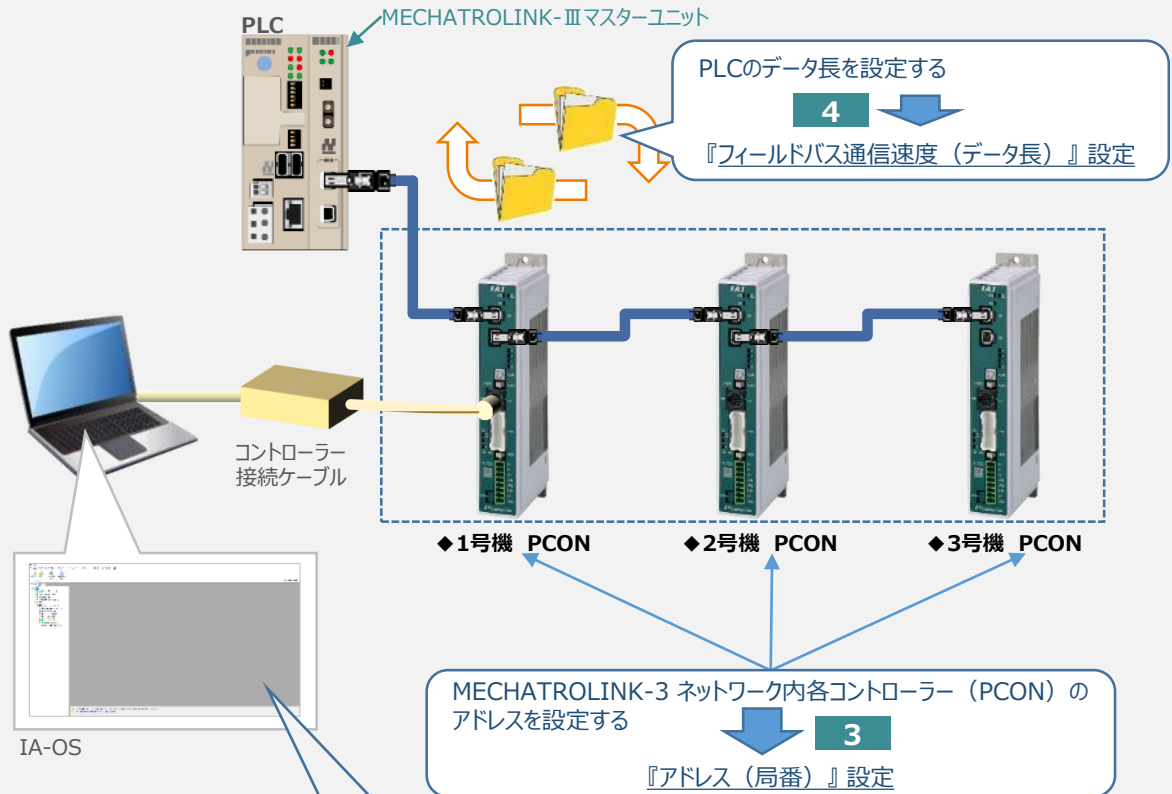 MECHATROLINK-Ⅲマスターユニット
PLC
PLCのデータ長を設定する
4
『フィールドバス通信速度（データ長）』設定
コントローラー
接続ケーブル
◆1号機 PCON
◆2号機 PCON
◆3号機 PCON
MECHATROLINK-3 ネットワーク内各コントローラー（PCON）の
アドレスを設定する
3
『アドレス（局番）』設定
IA-OS